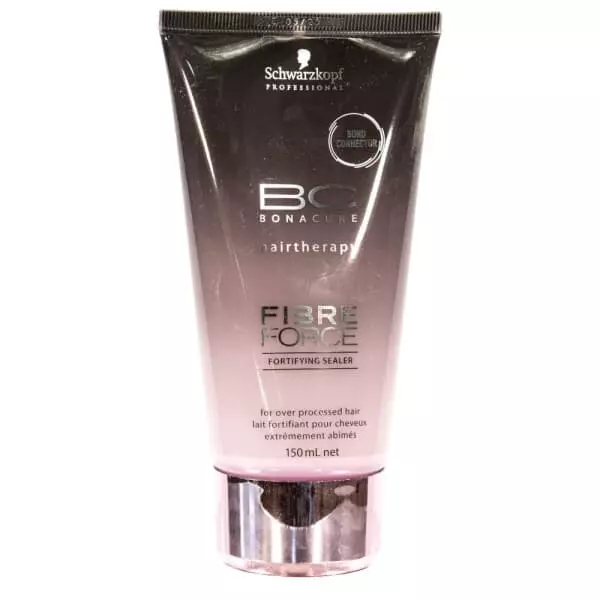 Schwarzkopf
PROFESSIONAL
BOND
CONNECTOR
BC
BONACURE
hairtherapy
FIBRE
FORCE
FORTIFYING SEALER
for over processed hair
lait fortifiant pour cheveux
extrêmement abîmés
150 mL net